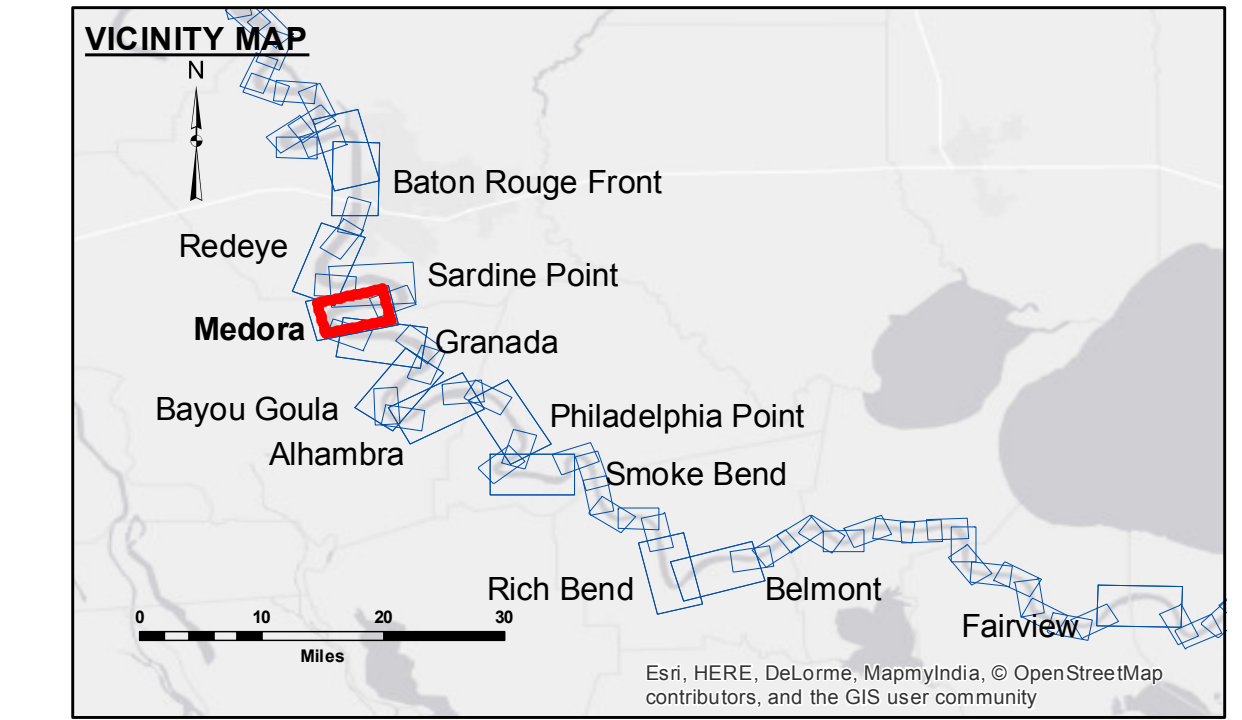 VICINITY MAP
N
Baton Rouge Front
Redeye
Sardine Point
Medora
Granada
Bayou Goula
Philadelphia Point
Alhambra
Smoke Bend
Rich Bend
Belmont
Fairview
0 10 20 30
Miles
Esri, HERE, DeLorme, MapmyIndia, © OpenStreetMap
contributors, and the GIS user community